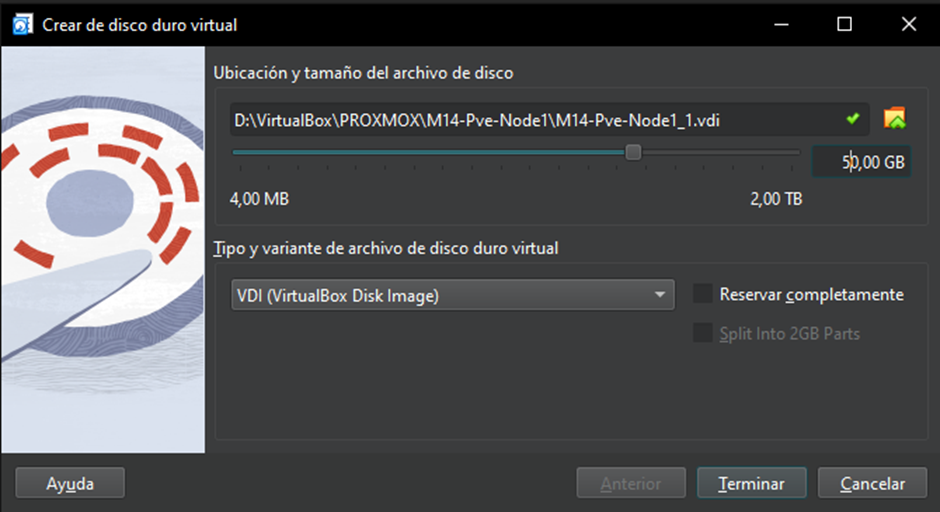 Crear de disco duro virtual
Ubicación y tamaño del archivo de disco
D:\VirtualBox\PROXMOX\M14-Pve-Node1\M14-Pve-Node1_1.vdi
50,00 GB
4,00 MB 2,00 TB
Tipo y variante de archivo de disco duro virtual
VDI (VirtualBox Disk Image) Reservar completamente
Split Into 2GB Parts
Ayuda Anterior Terminar Cancelar